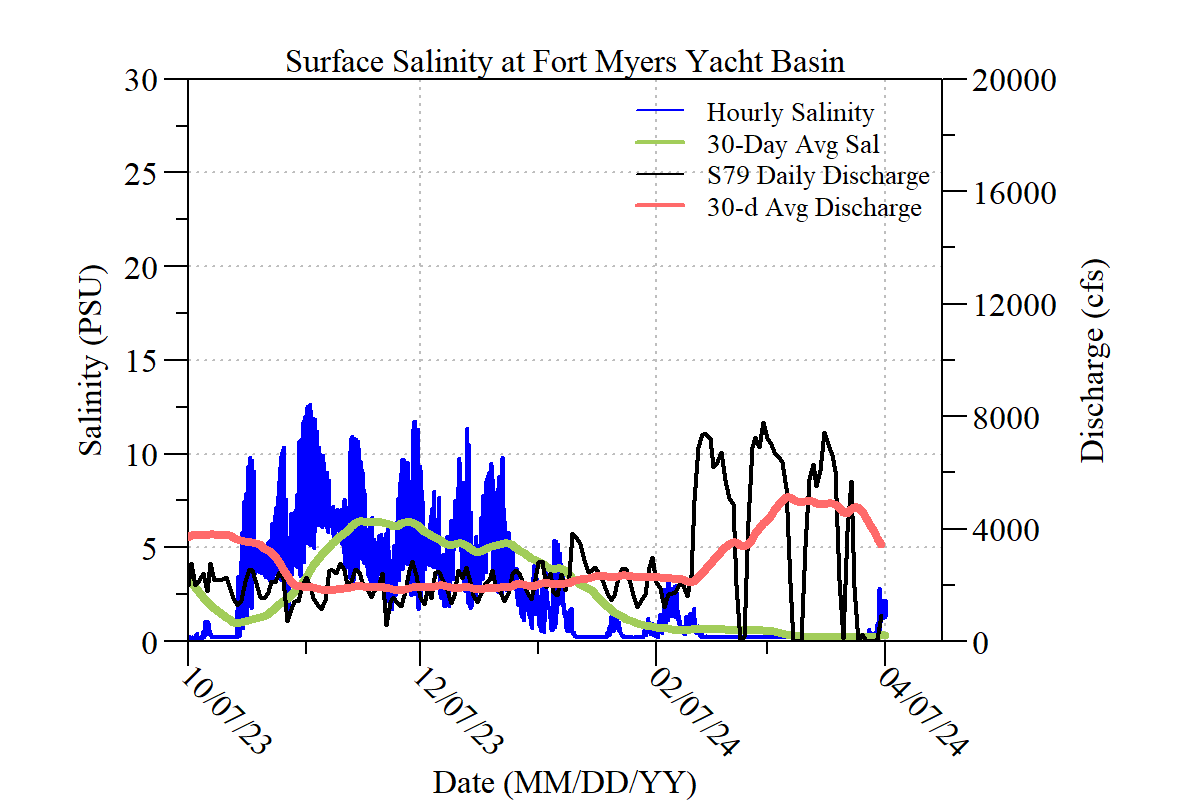 Surface Salinity at Fort Myers Yacht Basin
30
25
20
15
10
5
0
Salinity (PSU)
Hourly Salinity
30-Day Avg Sal
S79 Daily Discharge
30-d Avg Discharge
20000
16000
12000
8000
4000
0
Discharge (cfs)
10/07/23
12/07/23
02/07/24
04/07/24
Date (MM/DD/YY)